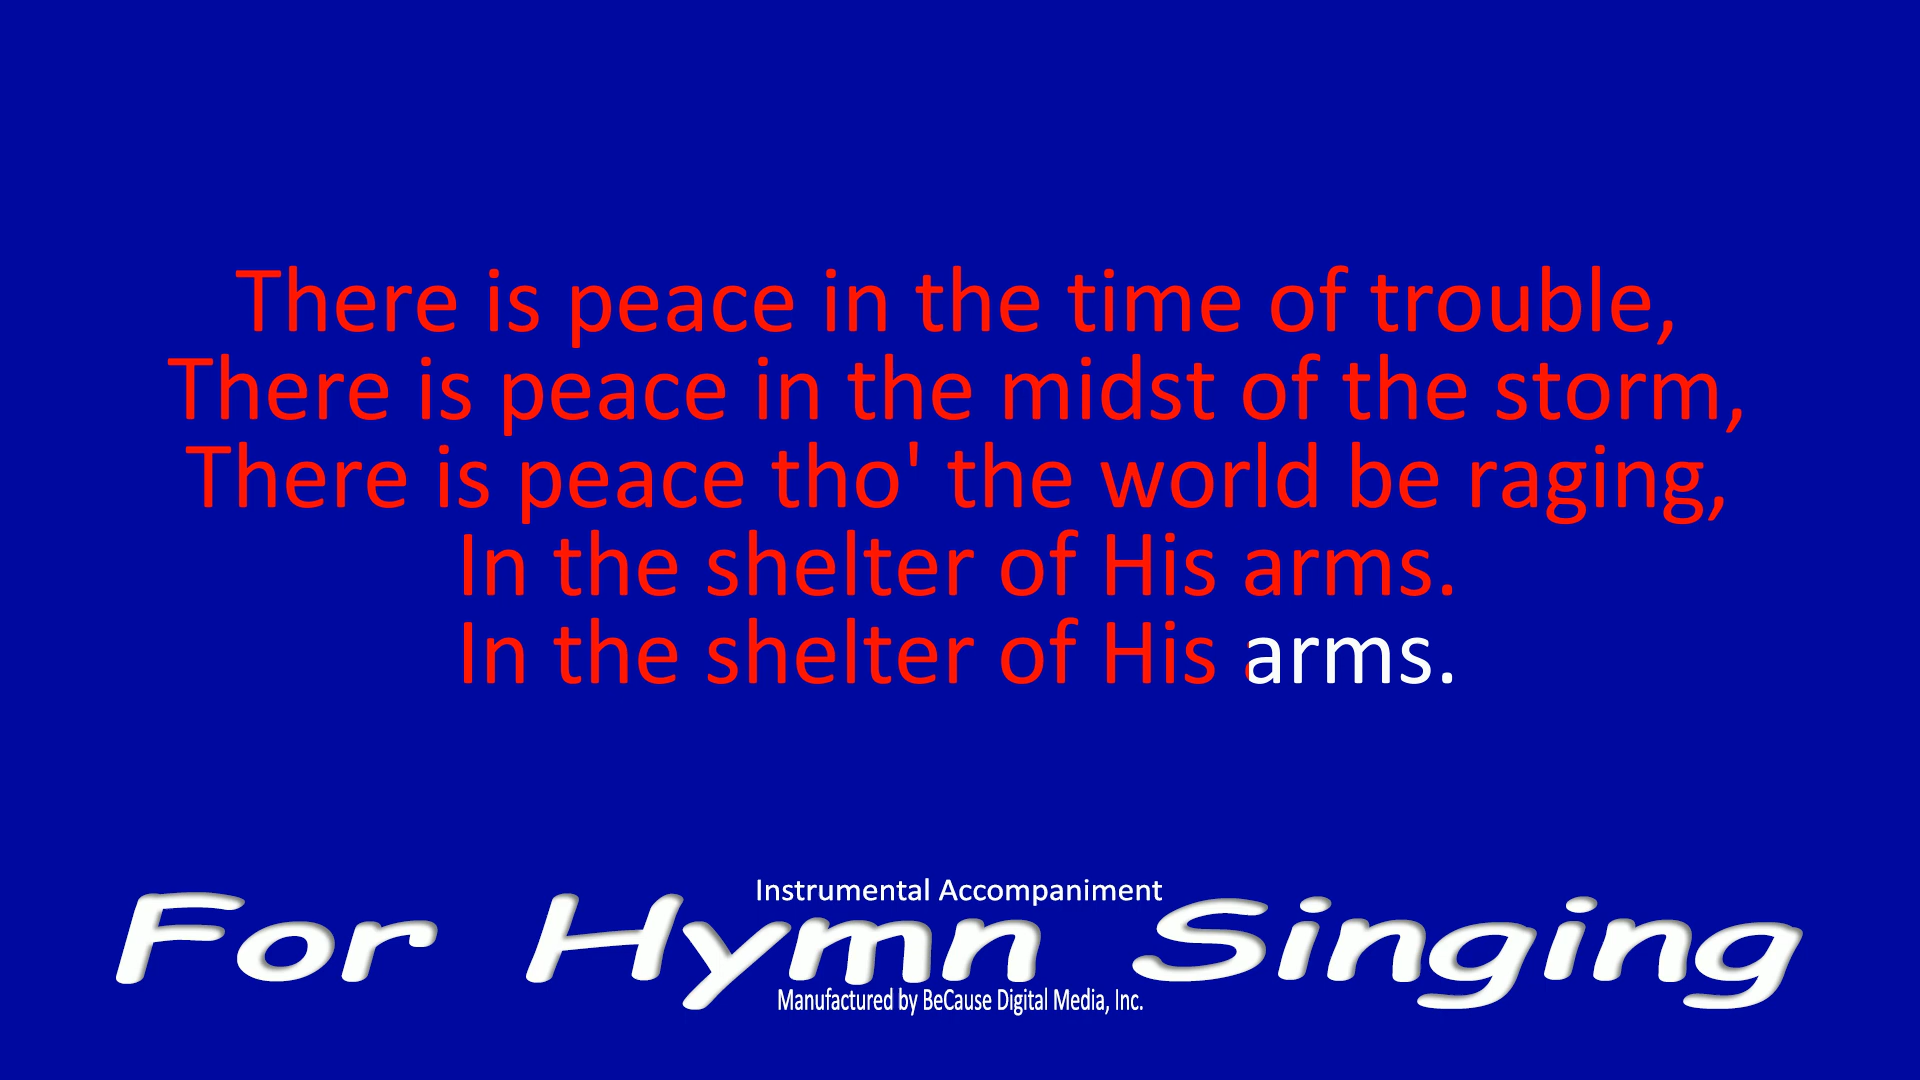 There is peace in the time of trouble,
There is peace in the midst of the storm,
There is peace tho' the world be raging,
In the shelter of His arms.
In the shelter of His arms.
Instrumental Accompaniment
For Hymn Singing
Manufactured by BeCause Digital Media, Inc.